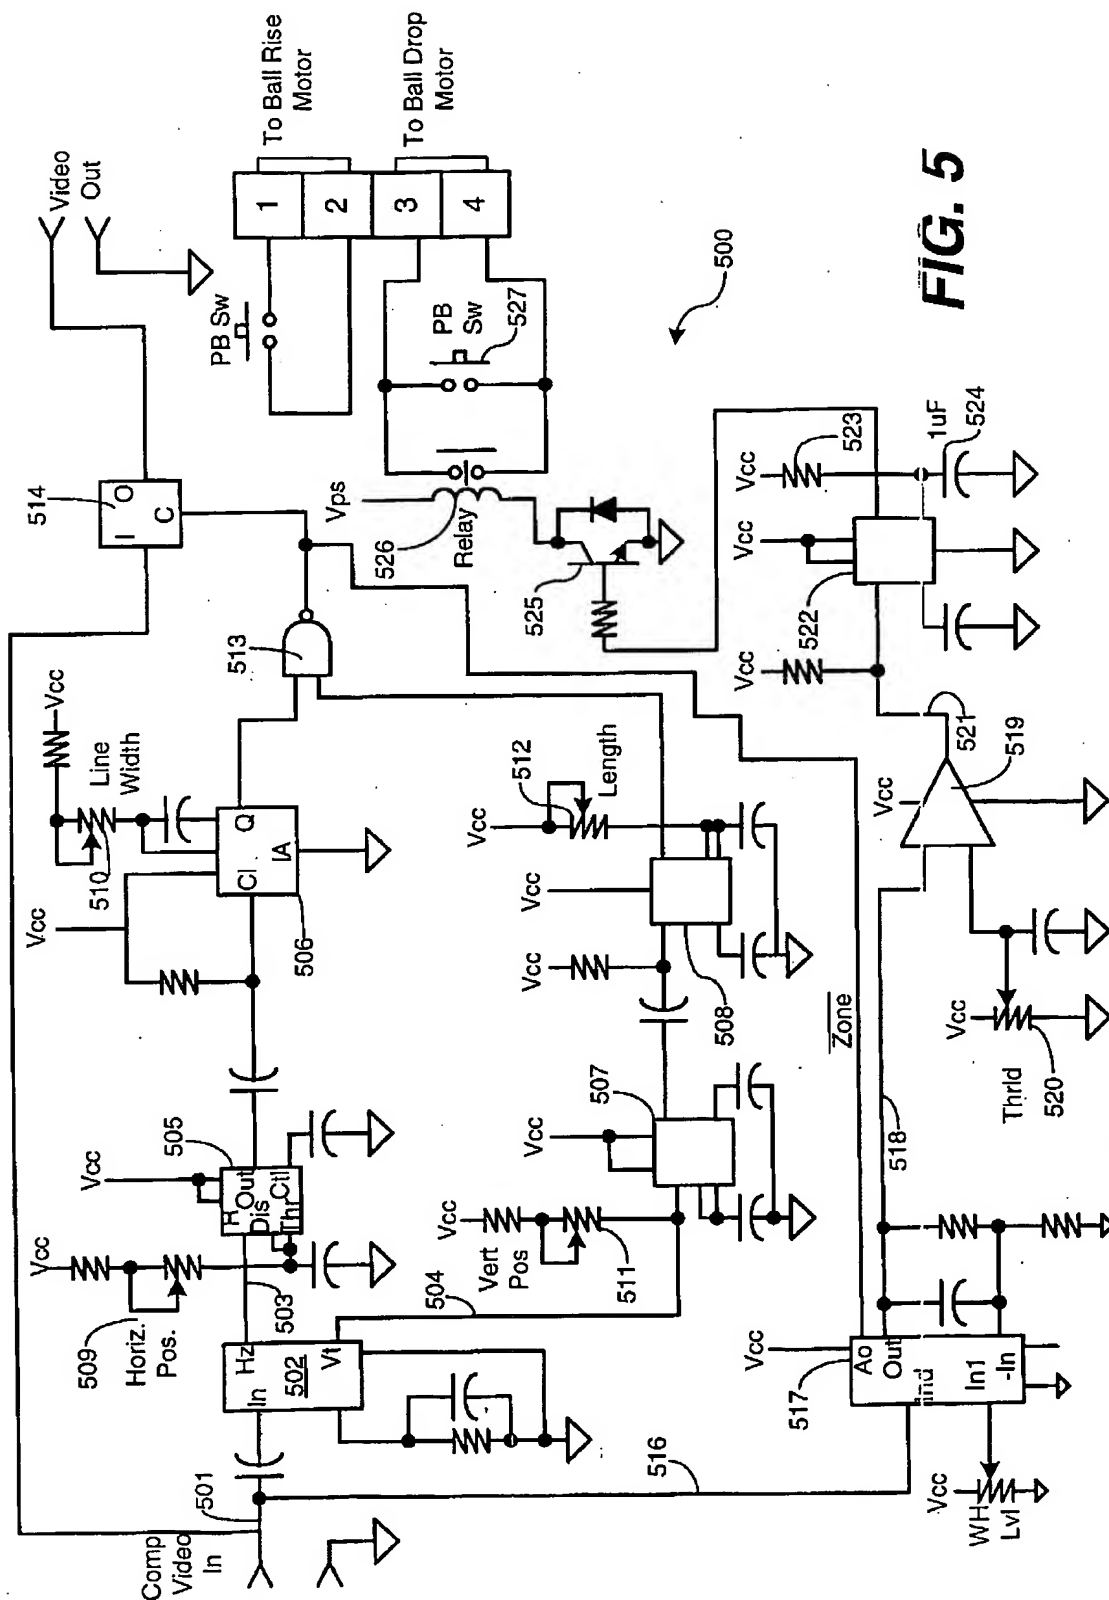 Comp
Video
In
501
Vcc
509
Horiz.
Pos.
503
In
Hz
502
Vt
504
516
Vcc
505
R
Out
Dis
Thr
Ctl
Vcc
510
Line
Width
Vcc
Cl
Q
IA
506
513
514
I
O
C
Video
Out
PB Sw
1
2
3
4
To Ball Rise
Motor
To Ball Drop
Motor
PB
Sw
527
Vps
526
Relay
525
500
Vcc
Vert
Pos
511
Vcc
507
Vcc
508
Vcc
Vcc
512
Length
Zone
Vcc
517
Ao
Out
Ind
In1
-In
Vcc
WH
Lvl
518
Vcc
Thrld
520
Vcc
519
521
Vcc
522
Vcc
Vcc
523
1uF
524
FIG. 5